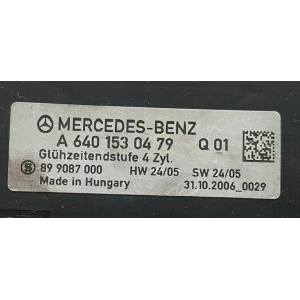 MERCEDES-BENZ
A 640 153 04 79 Q 01
Glühzeitendstufe 4 Zyl.
89 9087 000 HW 24/05 SW 24/05
Made in Hungary 31.10.2006_0029